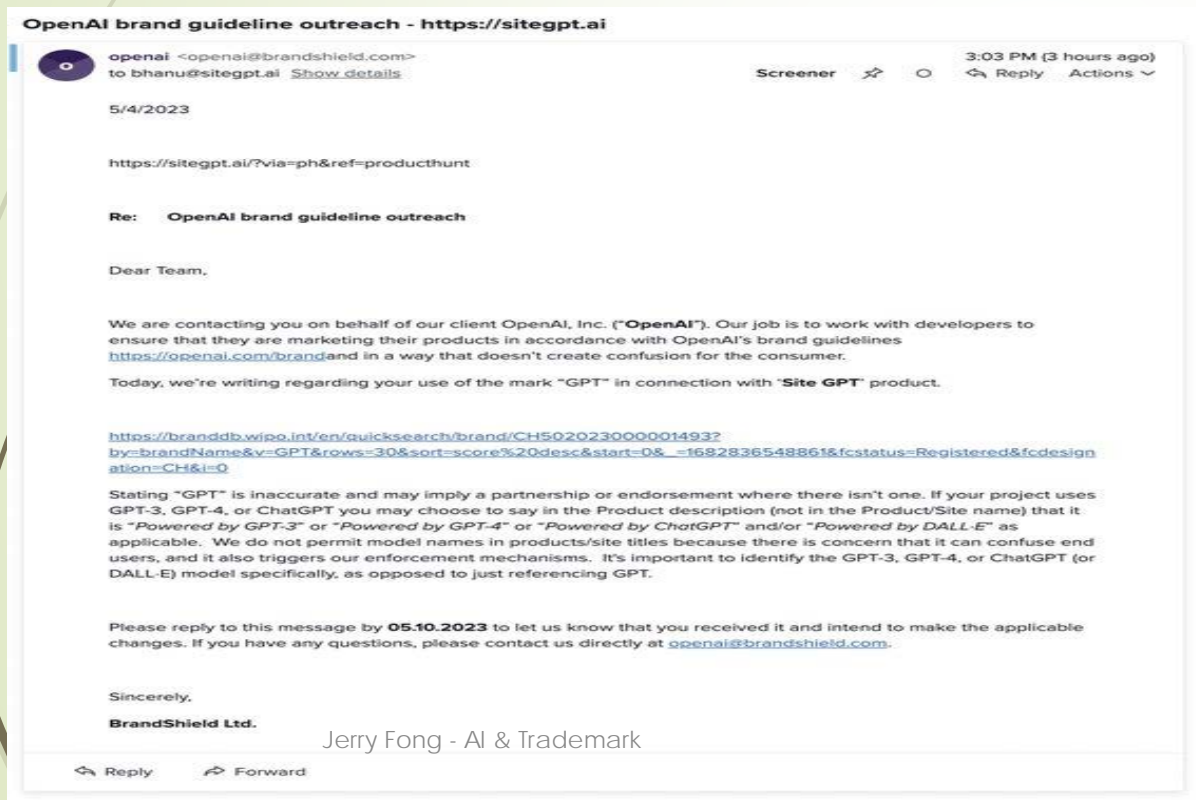 OpenAI brand guideline outreach - https://sitegpt.ai
openai <openai@brandshield.com>
3:03 PM (3 hours ago)
to bhanu@sitegpt.ai Show details
Screener
Reply Actions
5/4/2023
https://sitegpt.ai/?via=ph&ref=producthunt
Re: OpenAI brand guideline outreach
Dear Team,
We are contacting you on behalf of our client OpenAI, Inc. ("OpenAI"). Our job is to work with developers to
ensure that they are marketing their products in accordance with OpenAI's brand guidelines
https://openai.com/brandand in a way that doesn't create confusion for the consumer.
Today, we're writing regarding your use of the mark "GPT" in connection with "Site GPT" product.
https://branddb.wipo.int/en/quicksearch/brand/CH502023000001493?
by=brandName&v=GPT&rows=30&sort=score%20desc&start=0&_=1682836548861&fcstatus=Registered&fcdesign
ation=CH&i=0
Stating "GPT" is inaccurate and may imply a partnership or endorsement where there isn't one. If your project uses
GPT-3, GPT-4, or ChatGPT you may choose to say in the Product description (not in the Product/Site name) that it
is "Powered by GPT-3" or "Powered by GPT-4" or "Powered by ChatGPT" and/or "Powered by DALL-E" as
applicable. We do not permit model names in products/site titles because there is concern that it can confuse end
users, and it also triggers our enforcement mechanisms. It's important to identify the GPT-3, GPT-4, or ChatGPT (or
DALL-E) model specifically, as opposed to just referencing GPT.
Please reply to this message by 05.10.2023 to let us know that you received it and intend to make the applicable
changes. If you have any questions, please contact us directly at openai@brandshield.com.
Sincerely,
BrandShield Ltd.
Jerry Fong - AI & Trademark
Reply Forward